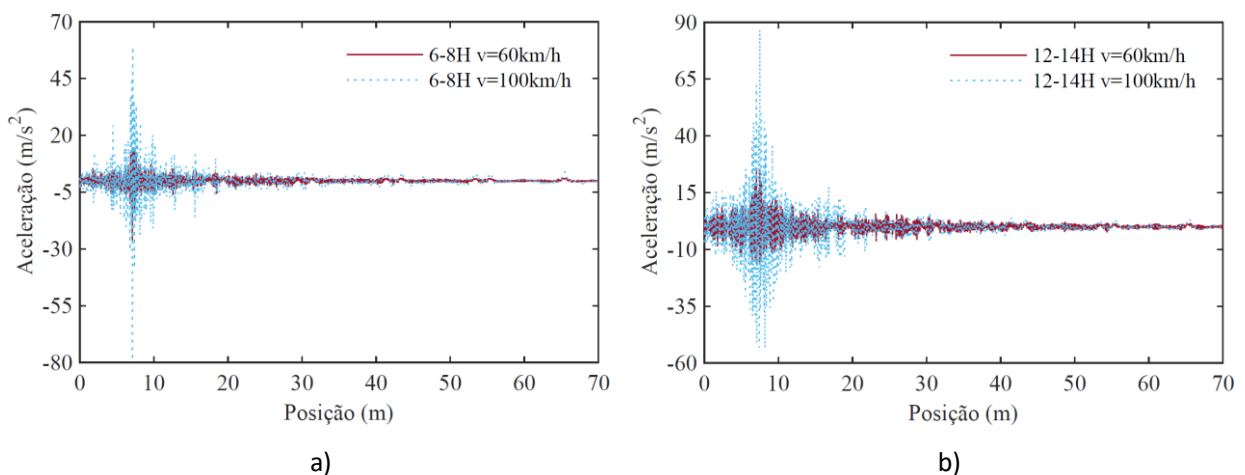 70
45
20
-5
-30
-55
-80
Aceleração (m/s²)
6-8H v=60km/h
6-8H v=100km/h
0 10 20 30 40 50 60 70
Posição (m)
a)
90
65
40
15
-10
-35
-60
Aceleração (m/s²)
12-14H v=60km/h
12-14H v=100km/h
0 10 20 30 40 50 60 70
Posição (m)
b)